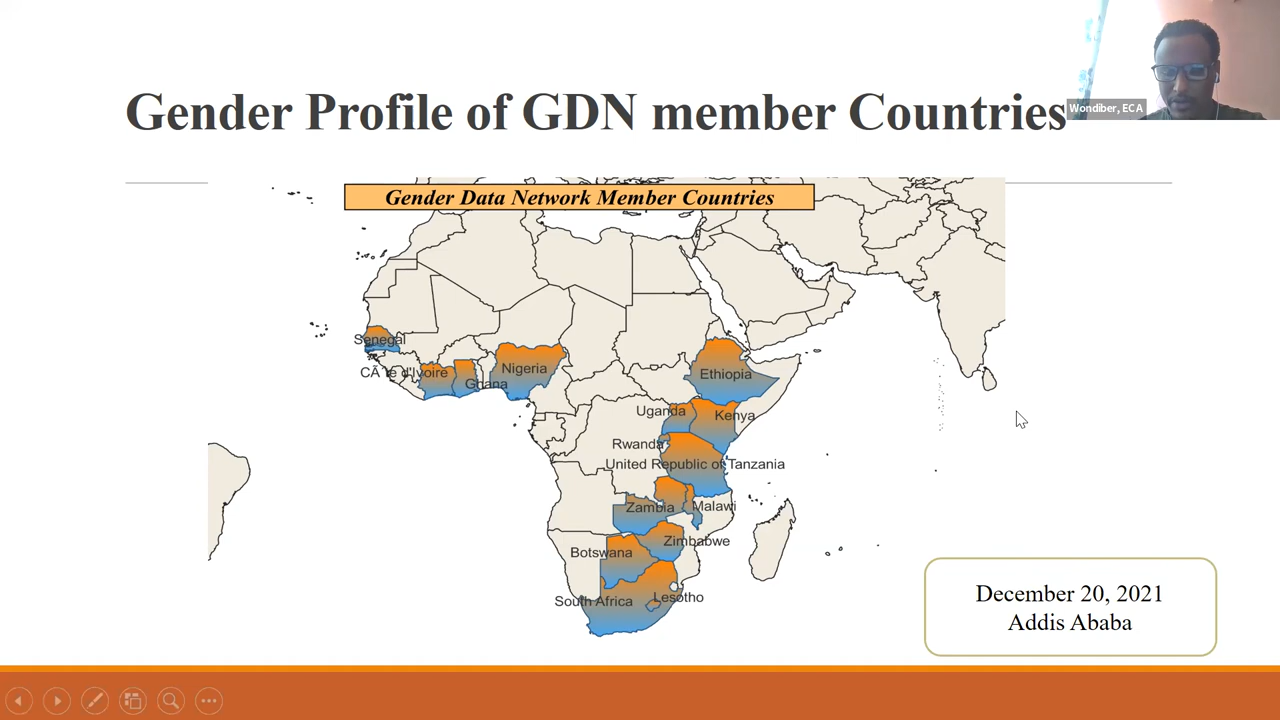 Gender Profile of GDN member Countries
Wondiber, ECA
Gender Data Network Member Countries
Senegal
CÃ´te d'Ivoire
Ghana
Nigeria
Ethiopia
Uganda
Kenya
Rwanda
United Republic of Tanzania
Zambia
Malawi
Zimbabwe
Botswana
South Africa
Lesotho
December 20, 2021
Addis Ababa